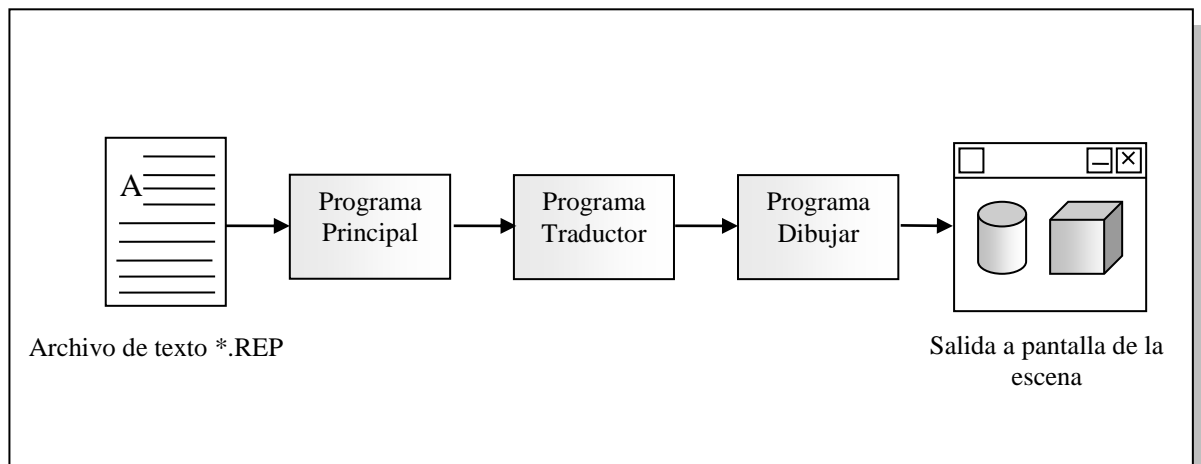 A
Programa
Principal
Programa
Traductor
Programa
Dibujar
Archivo de texto *.REP
Salida a pantalla de la
escena